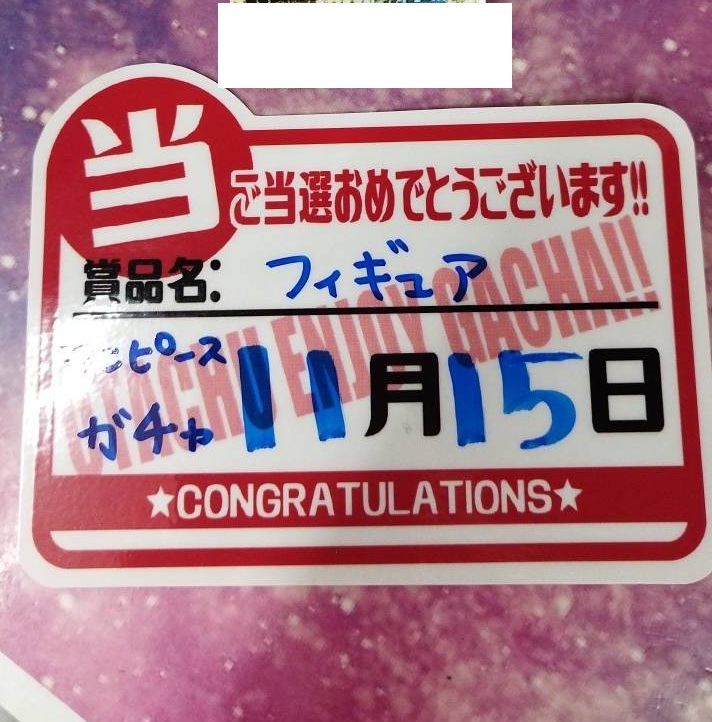 当
ご当選おめでとうございます!!
賞品名: フィギュア
ENJOY GACHA!!
ピース
ガチャ
11月15日
★CONGRATULATIONS★